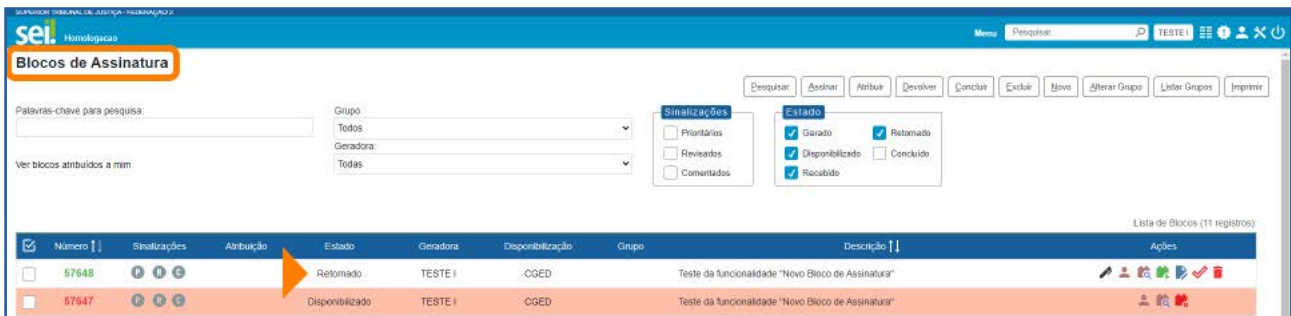 SUPERIOR TRIBUNAL DE JUSTIÇA - FEDERAÇÃO 2
sei. Homologacao Menu Pesquisar... TESTE I
Blocos de Assinatura
Pesquisar Assinar Atribuir Devolver Concluir Excluir Novo Alterar Grupo Listar Grupos Imprimir
Palavras-chave para pesquisa: Grupo Sinalizações Estado
Todos Prioritários Gerado Retornado
Geradora: Revisados Disponibilizado Concluído
Ver blocos atribuídos a mim Todas Comentados Recebido
Lista de Blocos (11 registros):
Número Sinalizações Atribuição Estado Geradora Disponibilização Grupo Descrição Ações
57648 P R C Retornado TESTE I CGED Teste da funcionalidade "Novo Bloco de Assinatura"
57647 P R C Disponibilizado TESTE I CGED Teste da funcionalidade "Novo Bloco de Assinatura"